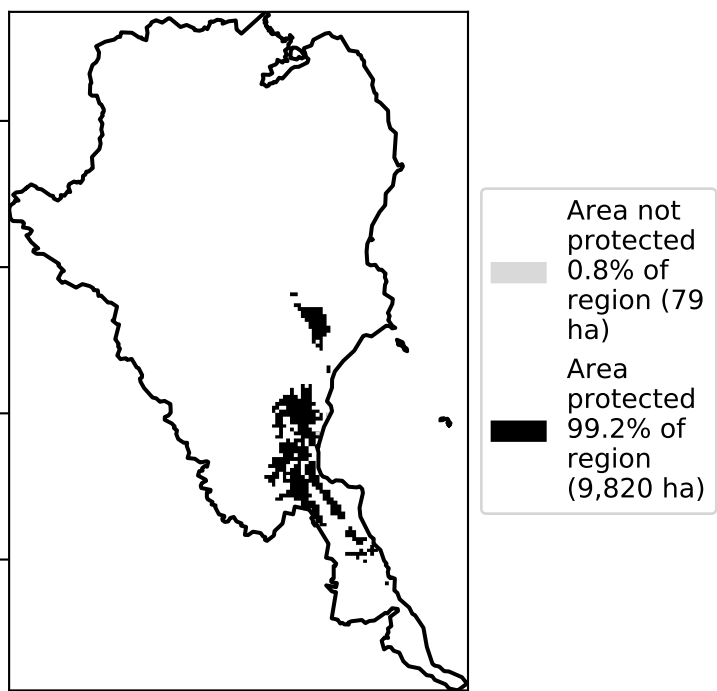 Area not
protected
0.8% of
region (79
ha)
Area
protected
99.2% of
region
(9,820 ha)